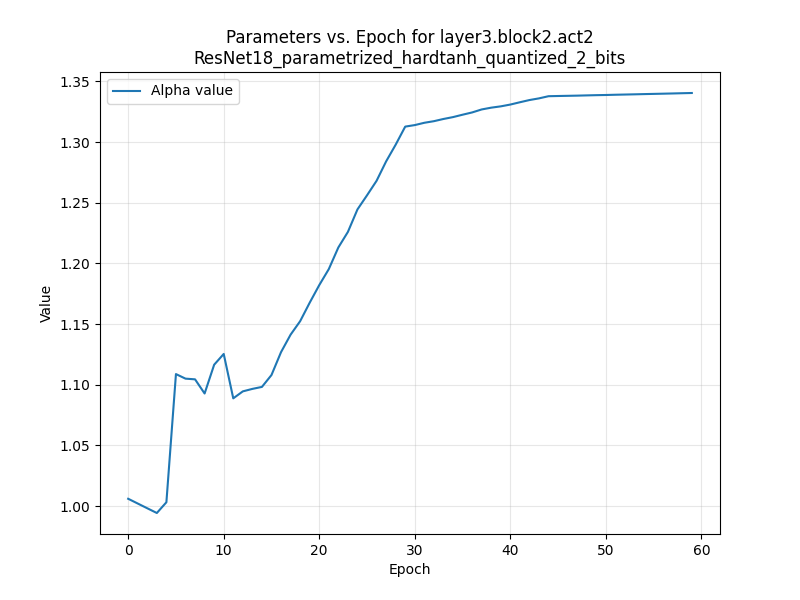 Parameters vs. Epoch for layer3.block2.act2
ResNet18_parametrized_hardtanh_quantized_2_bits
Alpha value
1.35
1.30
1.25
1.20
1.15
1.10
1.05
1.00
Value
0 10 20 30 40 50 60
Epoch